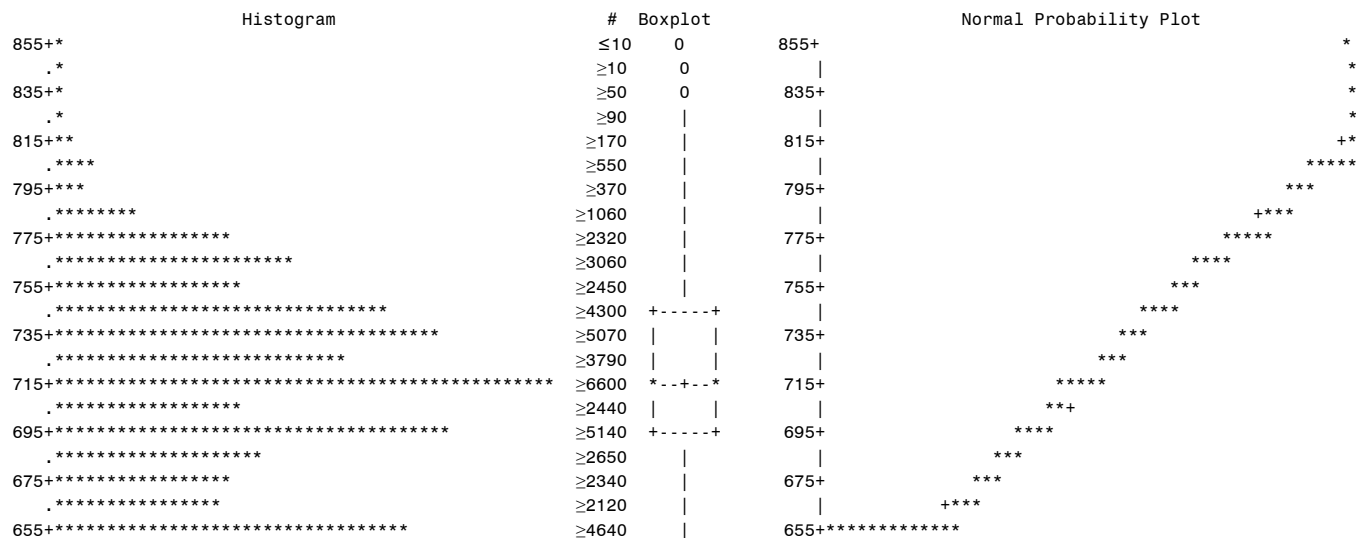 Histogram # Boxplot Normal Probability Plot
855+* ≤10 0 855+ *
.* ≥10 0 | *
835+* ≥50 0 835+ *
.* ≥90 | | *
815+** ≥170 | 815+ +*
.**** ≥550 | | *****
795+*** ≥370 | 795+ ***
.******** ≥1060 | | +***
775+***************** ≥2320 | 775+ *****
.*********************** ≥3060 | | ****
755+****************** ≥2450 | 755+ ***
.******************************** ≥4300 +-----+ | ****
735+************************************* ≥5070 | | 735+ ***
.**************************** ≥3790 | | | ***
715+************************************************ ≥6600 *--+--* 715+ *****
.****************** ≥2440 | | | **+
695+************************************** ≥5140 +-----+ 695+ ****
.******************** ≥2650 | | ***
675+***************** ≥2340 | 675+ ***
.**************** ≥2120 | | +***
655+********************************** ≥4640 | 655+*************